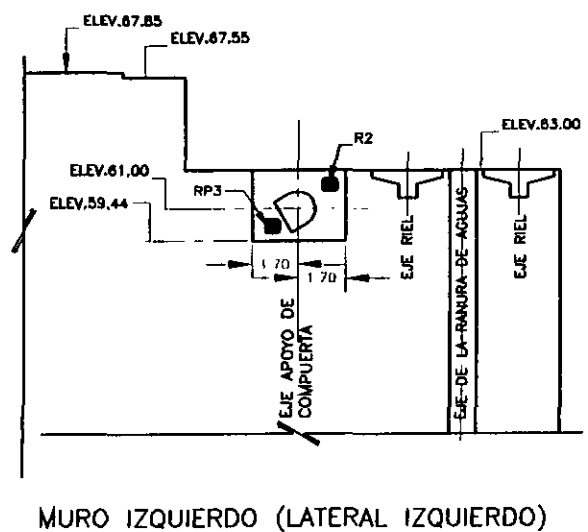 ELEV.67.85
ELEV.67.55
R2
ELEV.63.00
ELEV.61.00
RP3
ELEV.59.44
1.70
1.70
EJE APOYO DE
COMPUERTA
EJE RIEL
EJE DE LA RANURA DE AGUJAS
EJE RIEL
MURO IZQUIERDO (LATERAL IZQUIERDO)